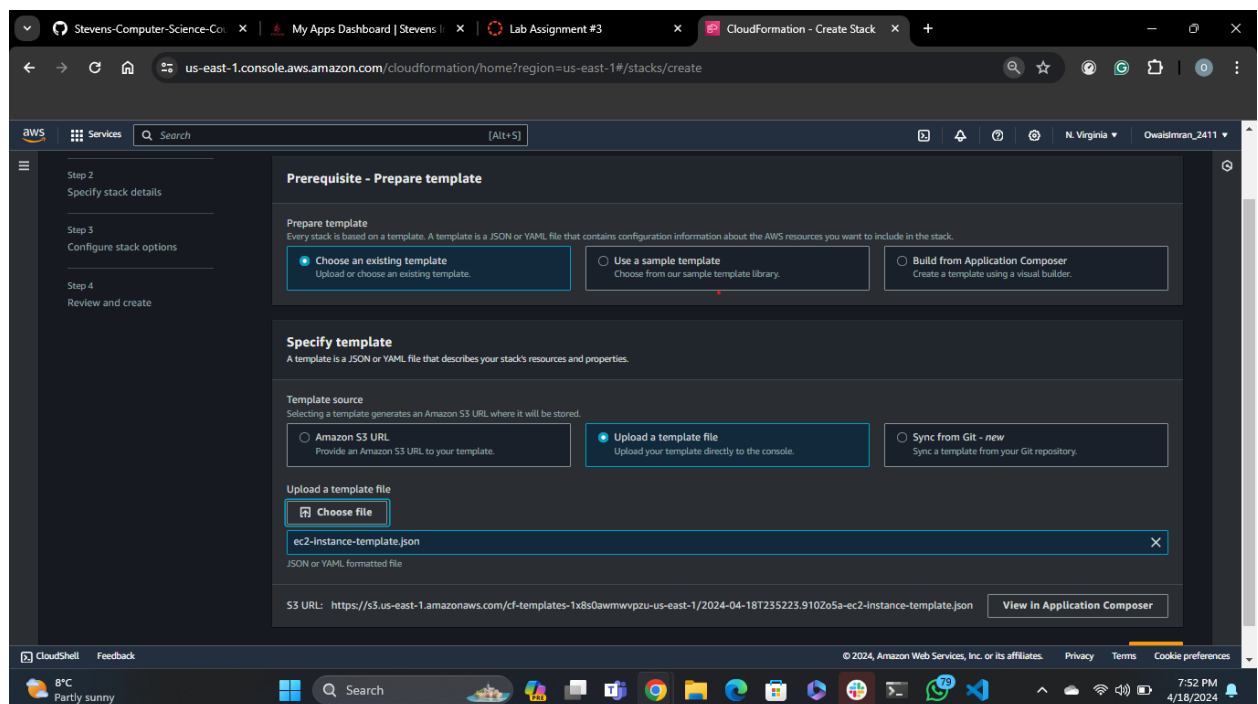 Stevens-Computer-Science-Cou
My Apps Dashboard | Stevens I
Lab Assignment #3
CloudFormation - Create Stack
us-east-1.console.aws.amazon.com/cloudformation/home?region=us-east-1#/stacks/create
aws
Services
Search
[Alt+S]
N. Virginia
OwaisImran_2411
Step 2
Specify stack details
Step 3
Configure stack options
Step 4
Review and create
Prerequisite - Prepare template
Prepare template
Every stack is based on a template. A template is a JSON or YAML file that contains configuration information about the AWS resources you want to include in the stack.
Choose an existing template
Upload or choose an existing template.
Use a sample template
Choose from our sample template library.
Build from Application Composer
Create a template using a visual builder.
Specify template
A template is a JSON or YAML file that describes your stack's resources and properties.
Template source
Selecting a template generates an Amazon S3 URL where it will be stored.
Amazon S3 URL
Provide an Amazon S3 URL to your template.
Upload a template file
Upload your template directly to the console.
Sync from Git - new
Sync a template from your Git repository.
Upload a template file
Choose file
ec2-instance-template.json
JSON or YAML formatted file
S3 URL: https://s3.us-east-1.amazonaws.com/cf-templates-1x8s0awmwvpzu-us-east-1/2024-04-18T235223.910Zo5a-ec2-instance-template.json
View in Application Composer
CloudShell
Feedback
© 2024, Amazon Web Services, Inc. or its affiliates.
Privacy
Terms
Cookie preferences
8°C
Partly sunny
Search
PRE
79
7:52 PM
4/18/2024